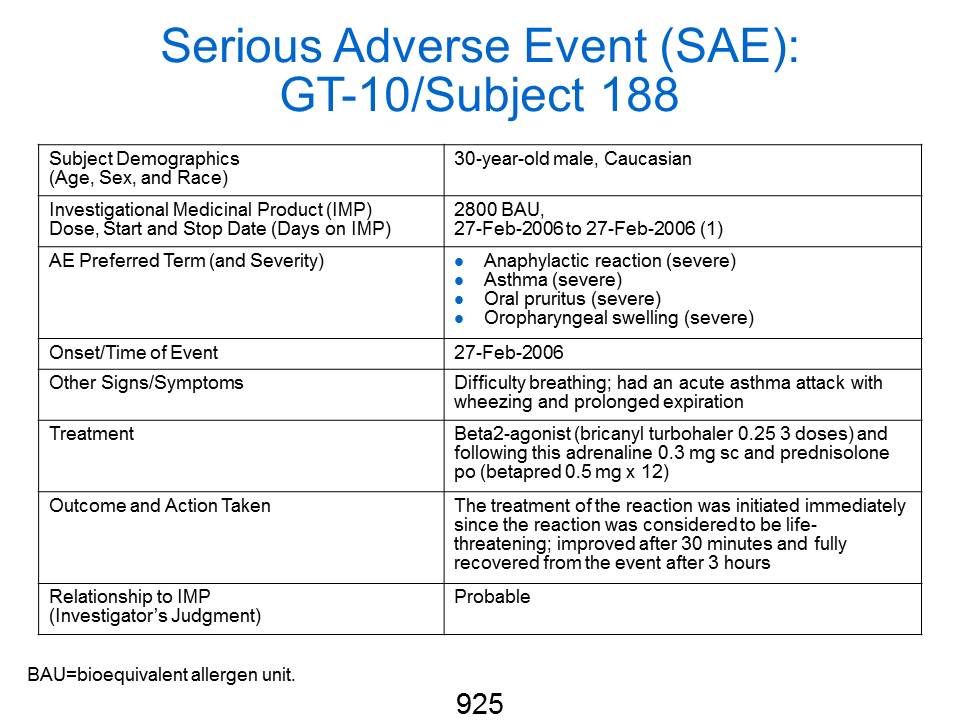 Serious Adverse Event (SAE):
GT-10/Subject 188
Subject Demographics
(Age, Sex, and Race)
30-year-old male, Caucasian
Investigational Medicinal Product (IMP)
Dose, Start and Stop Date (Days on IMP)
2800 BAU,
27-Feb-2006 to 27-Feb-2006 (1)
AE Preferred Term (and Severity)
● Anaphylactic reaction (severe)
● Asthma (severe)
● Oral pruritus (severe)
● Oropharyngeal swelling (severe)
Onset/Time of Event
27-Feb-2006
Other Signs/Symptoms
Difficulty breathing; had an acute asthma attack with
wheezing and prolonged expiration
Treatment
Beta2-agonist (bricanyl turbohaler 0.25 3 doses) and
following this adrenaline 0.3 mg sc and prednisolone
po (betapred 0.5 mg x 12)
Outcome and Action Taken
The treatment of the reaction was initiated immediately
since the reaction was considered to be life-
threatening; improved after 30 minutes and fully
recovered from the event after 3 hours
Relationship to IMP
(Investigator's Judgment)
Probable
BAU=bioequivalent allergen unit.
925